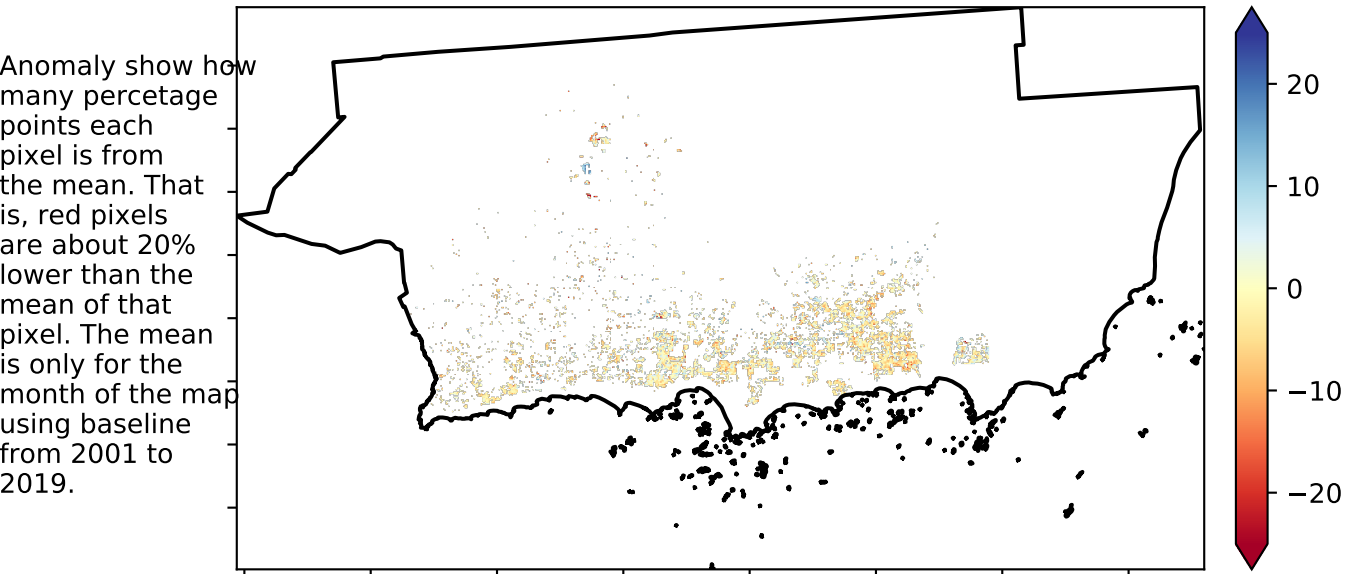 Anomaly show how
many percetage
points each
pixel is from
the mean. That
is, red pixels
are about 20%
lower than the
mean of that
pixel. The mean
is only for the
month of the map
using baseline
from 2001 to
2019.
20
10
0
−10
−20